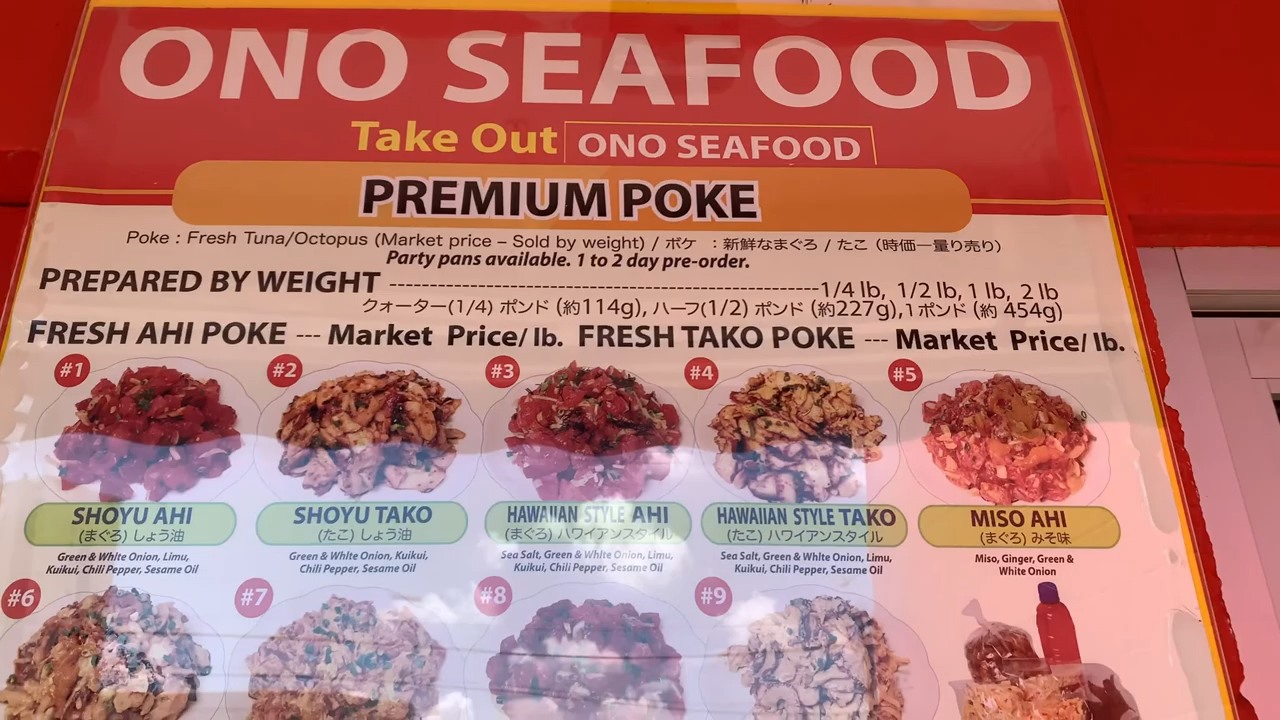 ONO SEAFOOD
Take Out ONO SEAFOOD
PREMIUM POKE
Poke : Fresh Tuna/Octopus (Market price – Sold by weight) / ポケ : 新鮮なまぐろ / たこ (時価―量り売り)
Party pans available. 1 to 2 day pre-order.
PREPARED BY WEIGHT ---------------------------------------------------1/4 lb, 1/2 lb, 1 lb, 2 lb
クォーター(1/4) ポンド (約114g), ハーフ(1/2) ポンド (約227g),1ポンド (約 454g)
FRESH AHI POKE --- Market Price/ lb. FRESH TAKO POKE --- Market Price/ lb.
#1 #2 #3 #4 #5
SHOYU AHI SHOYU TAKO HAWAIIAN STYLE AHI HAWAIIAN STYLE TAKO MISO AHI
(まぐろ) しょう油 (たこ) しょう油 (まぐろ) ハワイアンスタイル (たこ) ハワイアンスタイル (まぐろ) みそ味
Green & White Onion, Limu, Green & White Onion, Kuikui, Sea Salt, Green & White Onion, Limu, Sea Salt, Green & White Onion, Limu, Miso, Ginger, Green &
Kuikui, Chili Pepper, Sesame Oil Chili Pepper, Sesame Oil Kuikui, Chili Pepper, Sesame Oil Kuikui, Chili Pepper, Sesame Oil White Onion
#6 #7 #8 #9